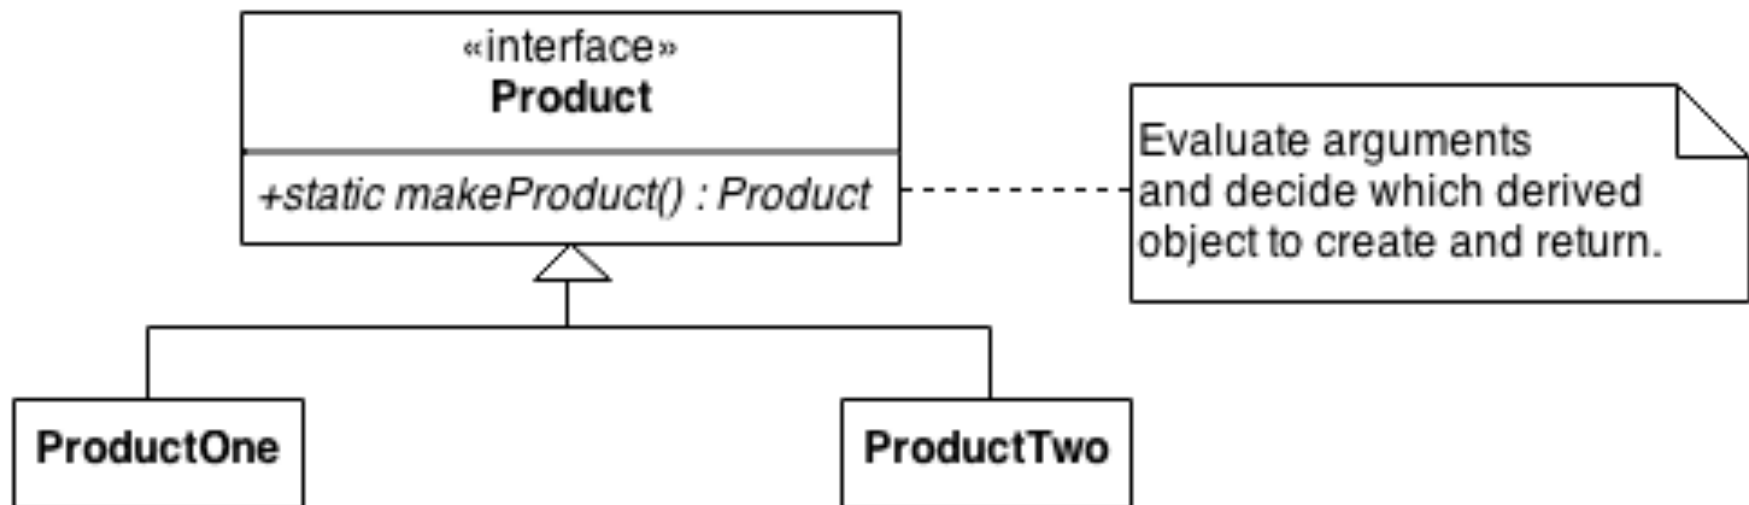 «interface»
Product
+static makeProduct() : Product
Evaluate arguments
and decide which derived
object to create and return.
ProductOne
ProductTwo